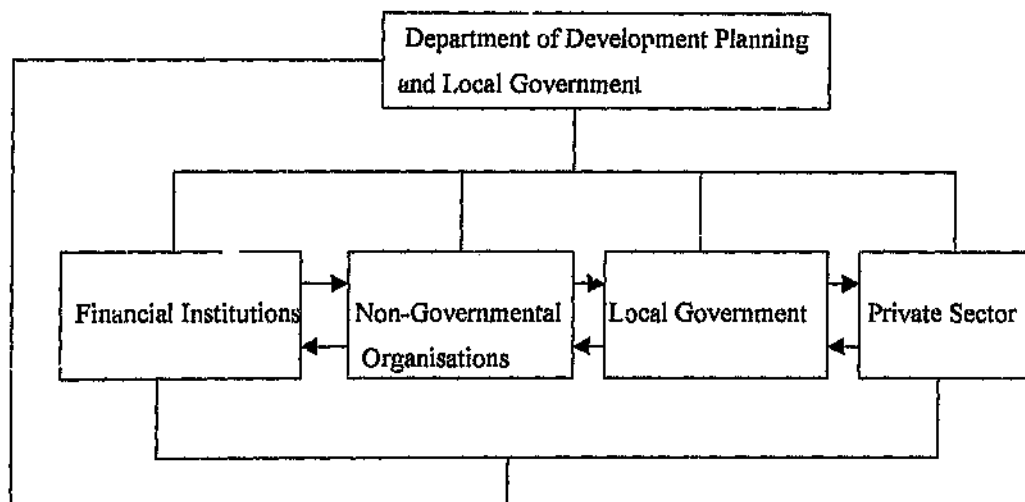 Department of Development Planning
and Local Government
Financial Institutions
Non-Governmental
Organisations
Local Government
Private Sector